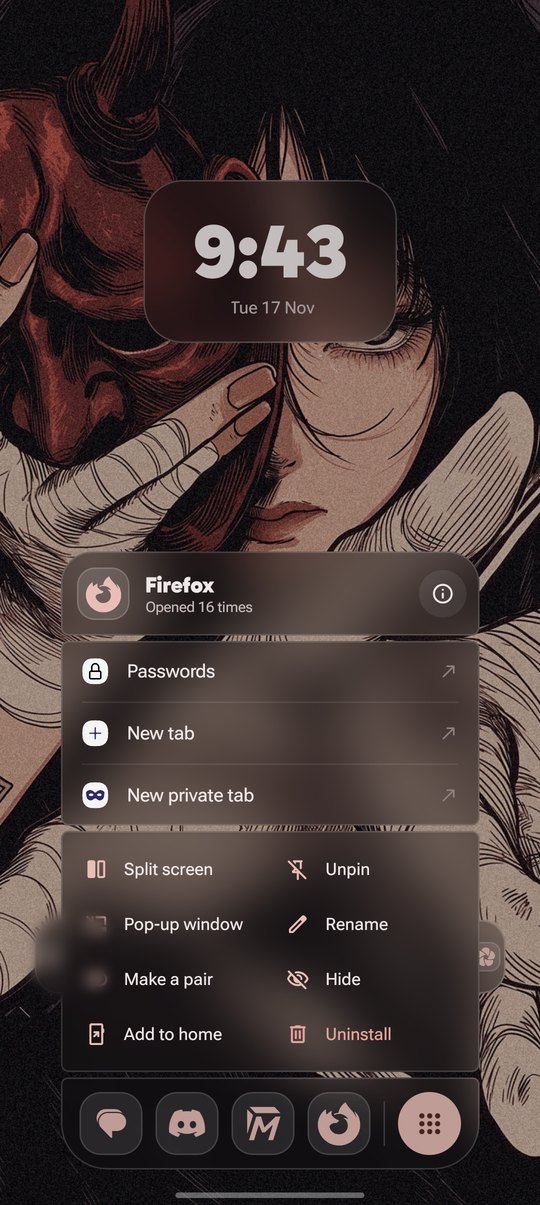 9:43
Tue 17 Nov
Firefox
Opened 16 times
Passwords
New tab
New private tab
Split screen
Unpin
Pop-up window
Rename
Make a pair
Hide
Add to home
Uninstall